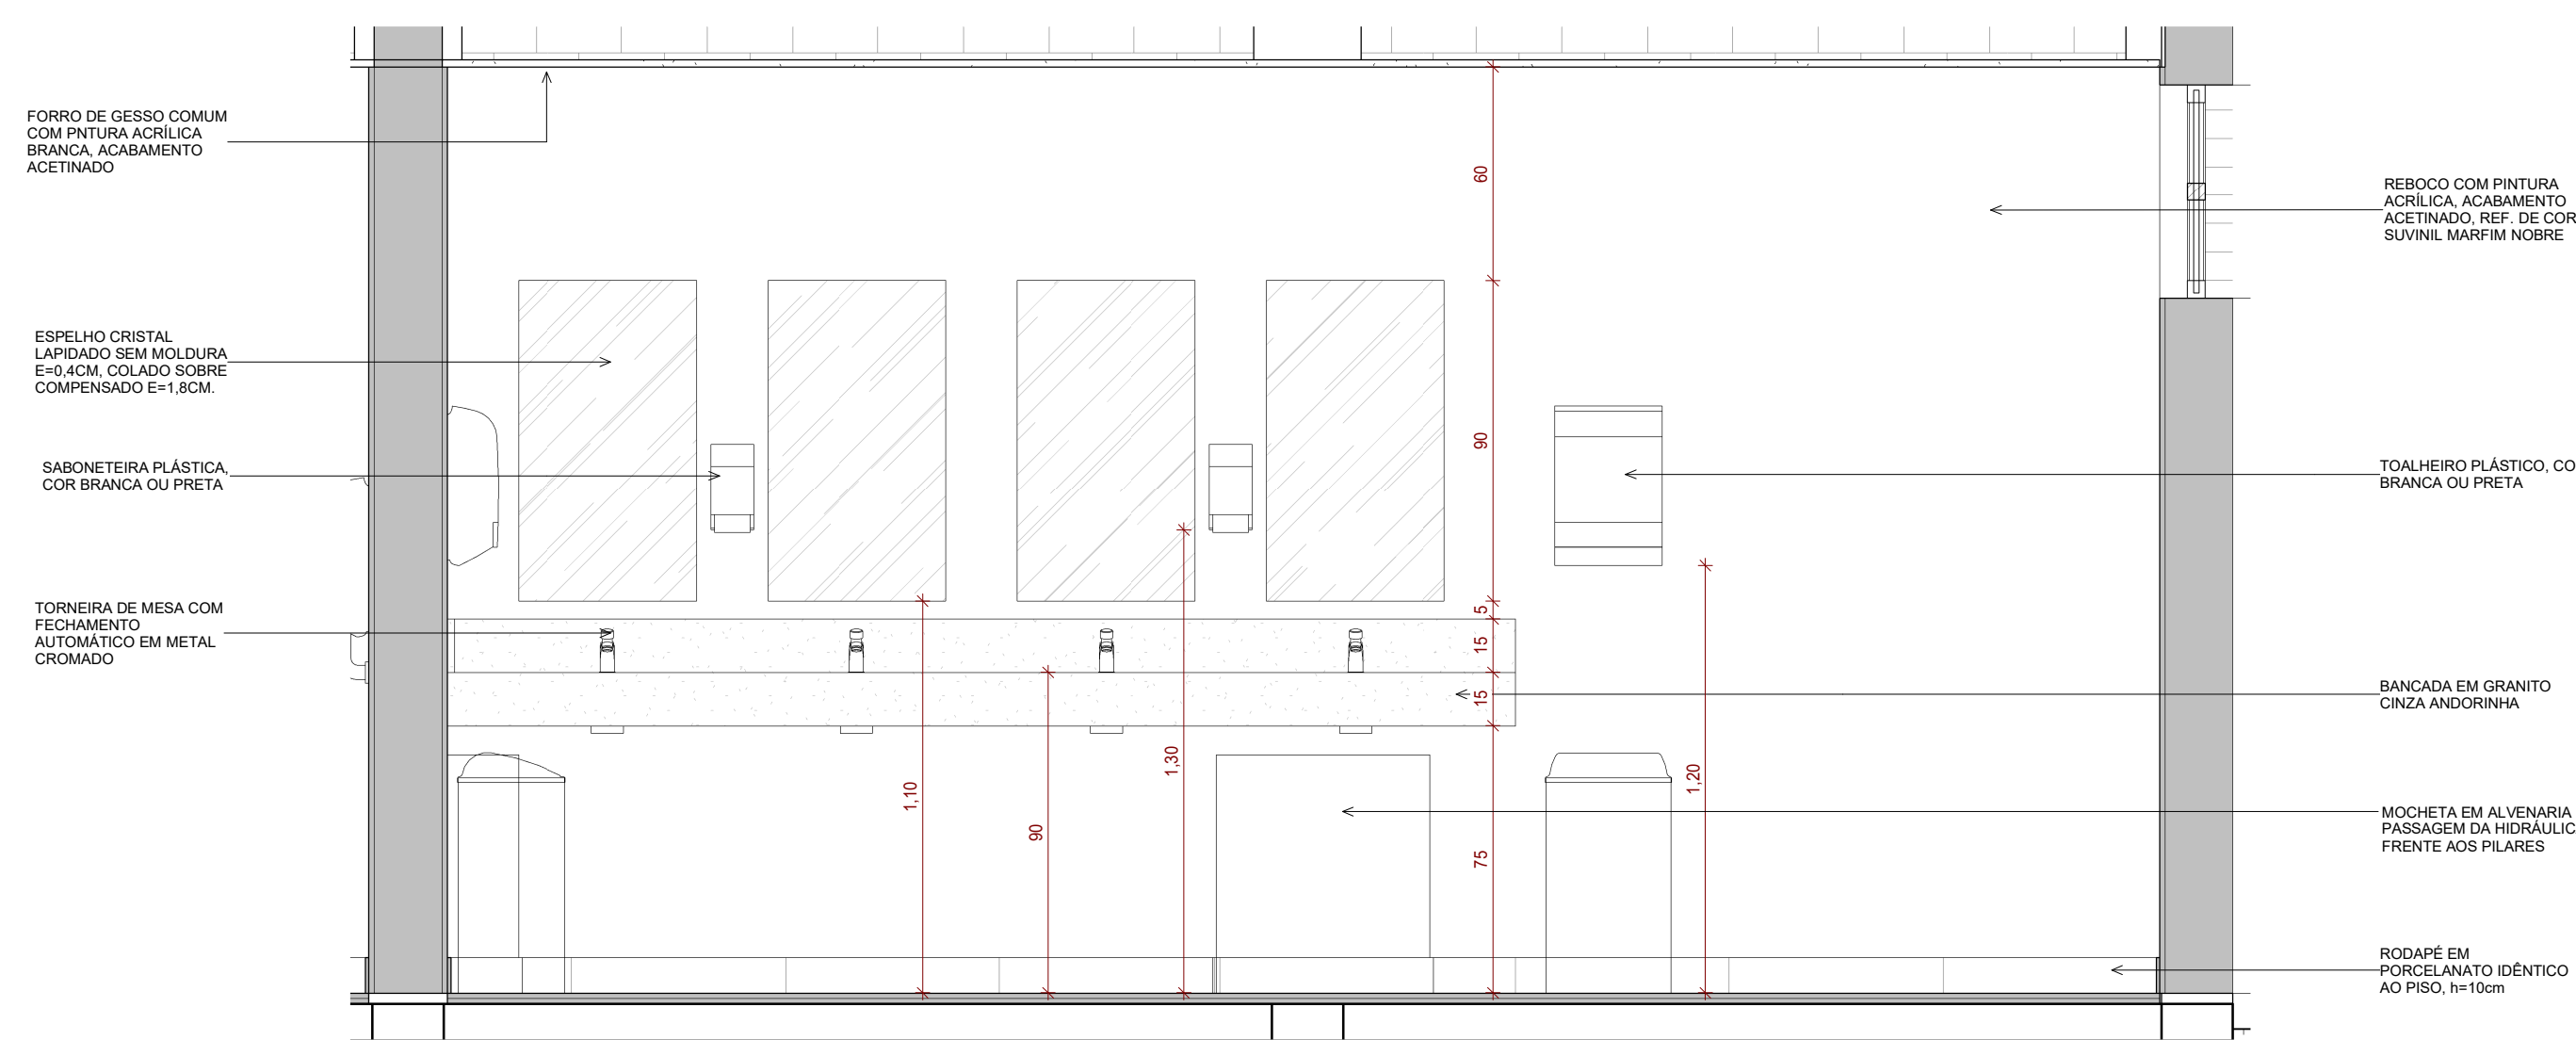 FORRO DE GESSO COMUM
COM PNTURA ACRÍLICA
BRANCA, ACABAMENTO
ACETINADO
ESPELHO CRISTAL
LAPIDADO SEM MOLDURA
E=0,4CM, COLADO SOBRE
COMPENSADO E=1,8CM.
SABONETEIRA PLÁSTICA,
COR BRANCA OU PRETA
TORNEIRA DE MESA COM
FECHAMENTO
AUTOMÁTICO EM METAL
CROMADO
1,10
90
1,30
60
90
5
15
15
75
1,20
REBOCO COM PINTURA
ACRÍLICA, ACABAMENTO
ACETINADO, REF. DE COR
SUVINIL MARFIM NOBRE
TOALHEIRO PLÁSTICO, CO
BRANCA OU PRETA
BANCADA EM GRANITO
CINZA ANDORINHA
MOCHETA EM ALVENARIA
PASSAGEM DA HIDRÁULIC
FRENTE AOS PILARES
RODAPÉ EM
PORCELANATO IDÊNTICO
AO PISO, h=10cm